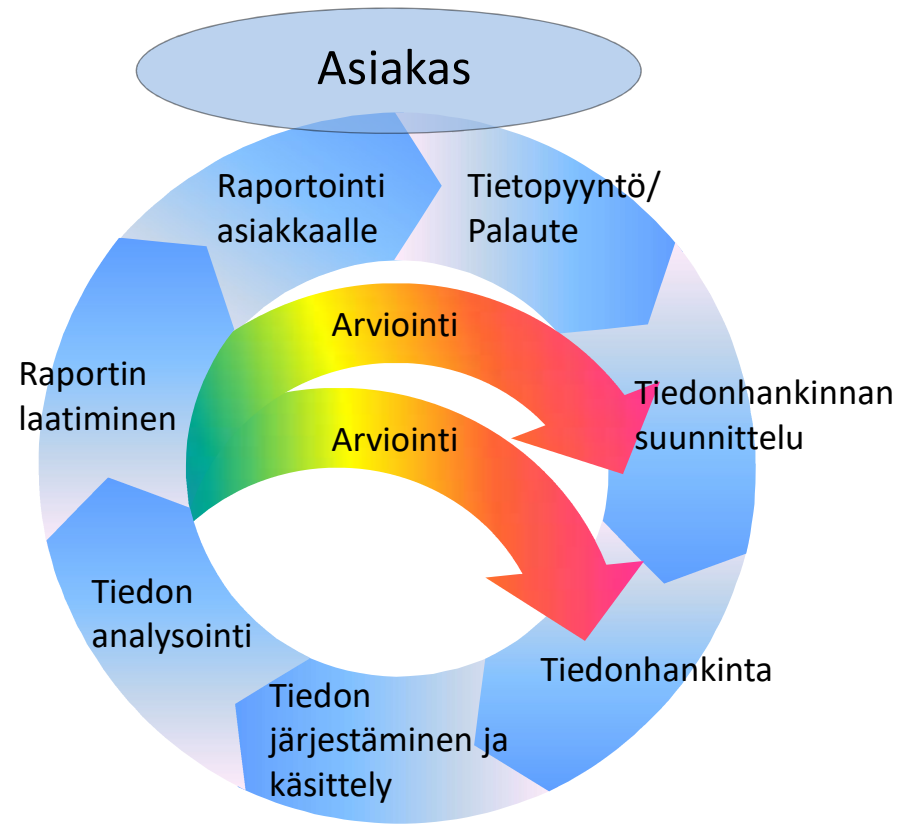 Asiakas
Raportointi
asiakkaalle
Tietopyyntö/
Palaute
Arviointi
Raportin
laatiminen
Tiedonhankinnan
suunnittelu
Arviointi
Tiedon
analysointi
Tiedonhankinta
Tiedon
järjestäminen ja
käsittely